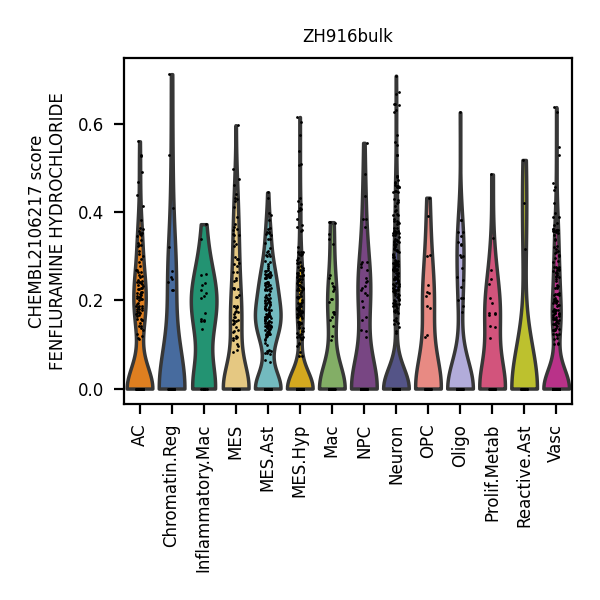 ZH916bulk
CHEMBL2106217 score
FENFLURAMINE HYDROCHLORIDE
0.6
0.4
0.2
0.0
AC
Chromatin.Reg
Inflammatory.Mac
MES
MES.Ast
MES.Hyp
Mac
NPC
Neuron
OPC
Oligo
Prolif.Metab
Reactive.Ast
Vasc